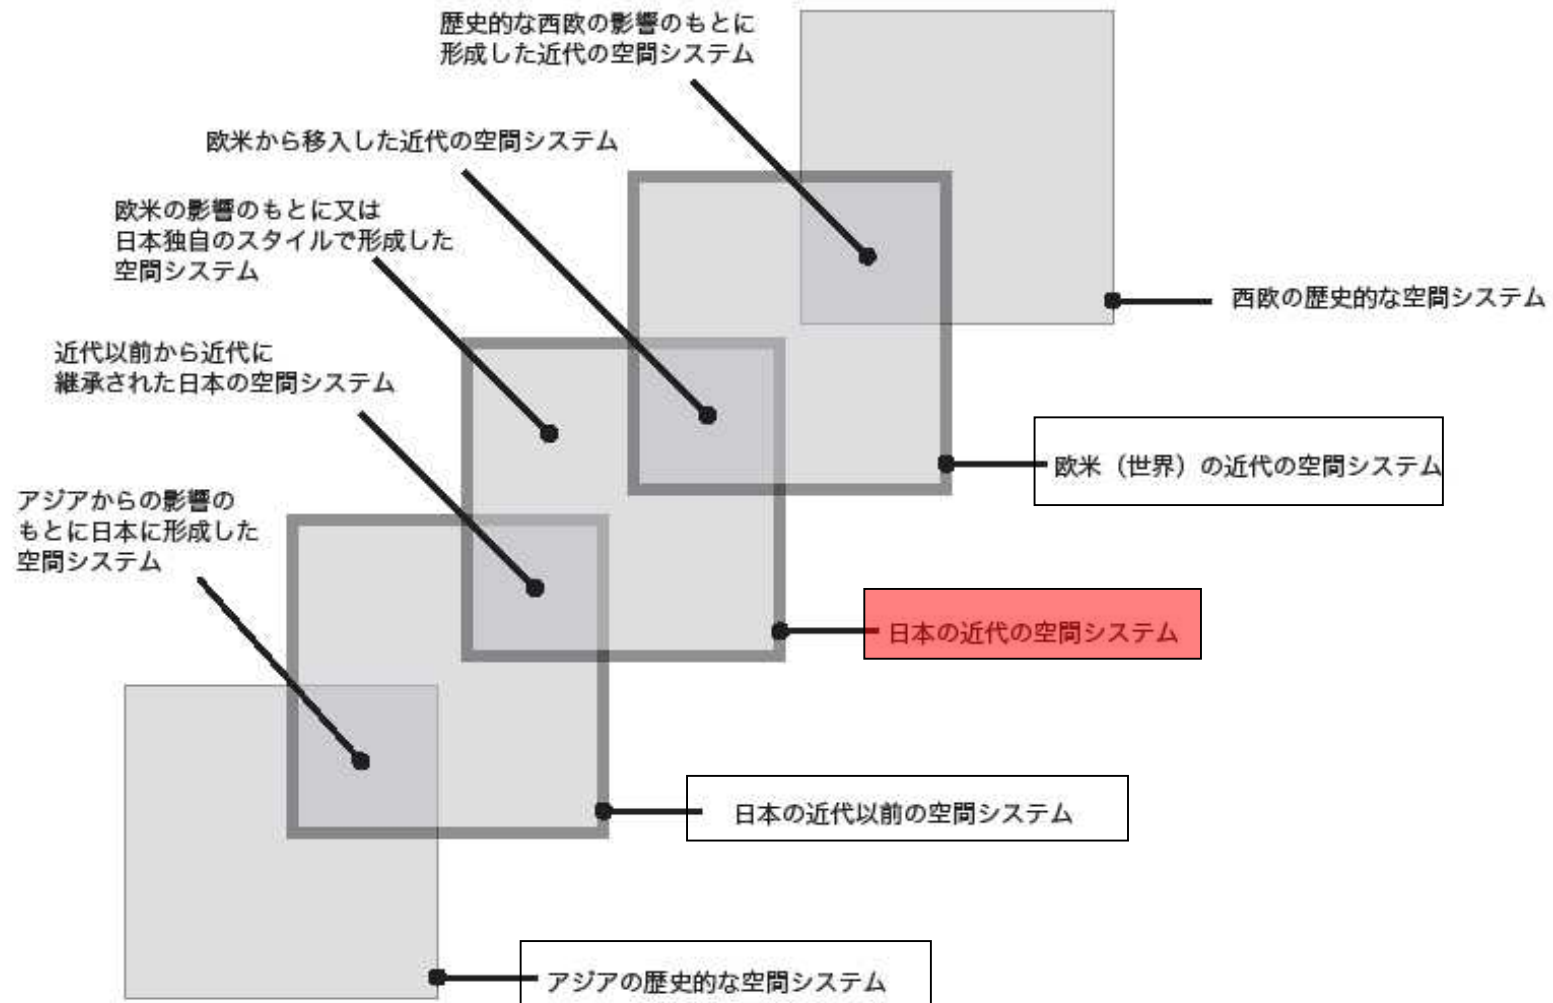 歴史的な西欧の影響のもとに
形成した近代の空間システム
欧米から移入した近代の空間システム
欧米の影響のもとに又は
日本独自のスタイルで形成した
空間システム
西欧の歴史的な空間システム
近代以前から近代に
継承された日本の空間システム
欧米（世界）の近代の空間システム
アジアからの影響の
もとに日本に形成した
空間システム
日本の近代の空間システム
日本の近代以前の空間システム
アジアの歴史的な空間システム